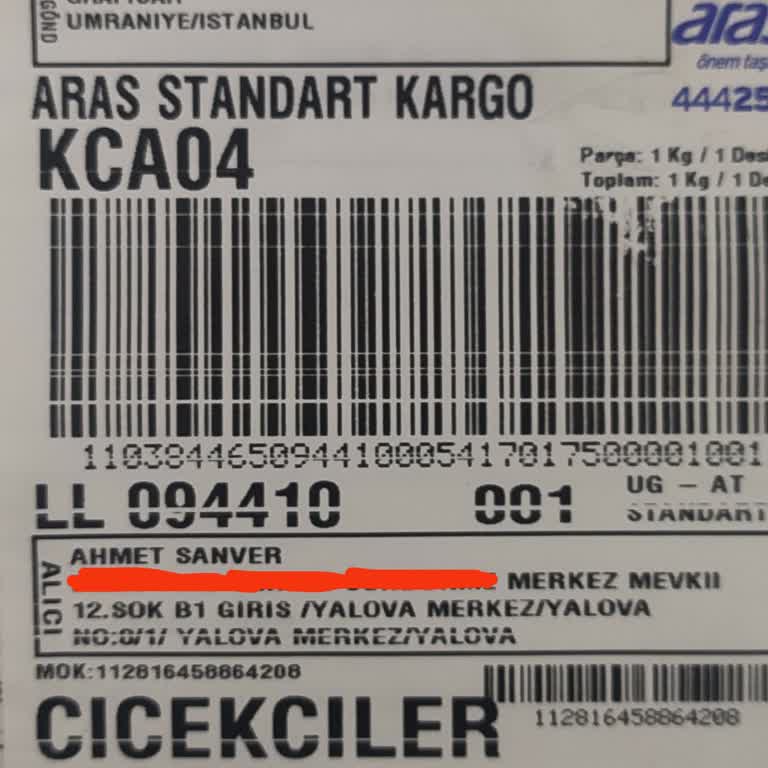 GÖND
UMRANIYE/ISTANBUL
aras
önem taş
44425
ARAS STANDART KARGO
KCA04
Parça: 1 Kg / 1 Des
Toplam: 1 Kg / 1 De
110384465094410005417017500001001
LL 094410 001 UG - AT
STANDART
ALICI
AHMET SANVER
MERKEZ MEVKII
12.SOK B1 GIRIS /YALOVA MERKEZ/YALOVA
NO:0/1/ YALOVA MERKEZ/YALOVA
MOK:112816458864208
CICEKCILER
112816458864208